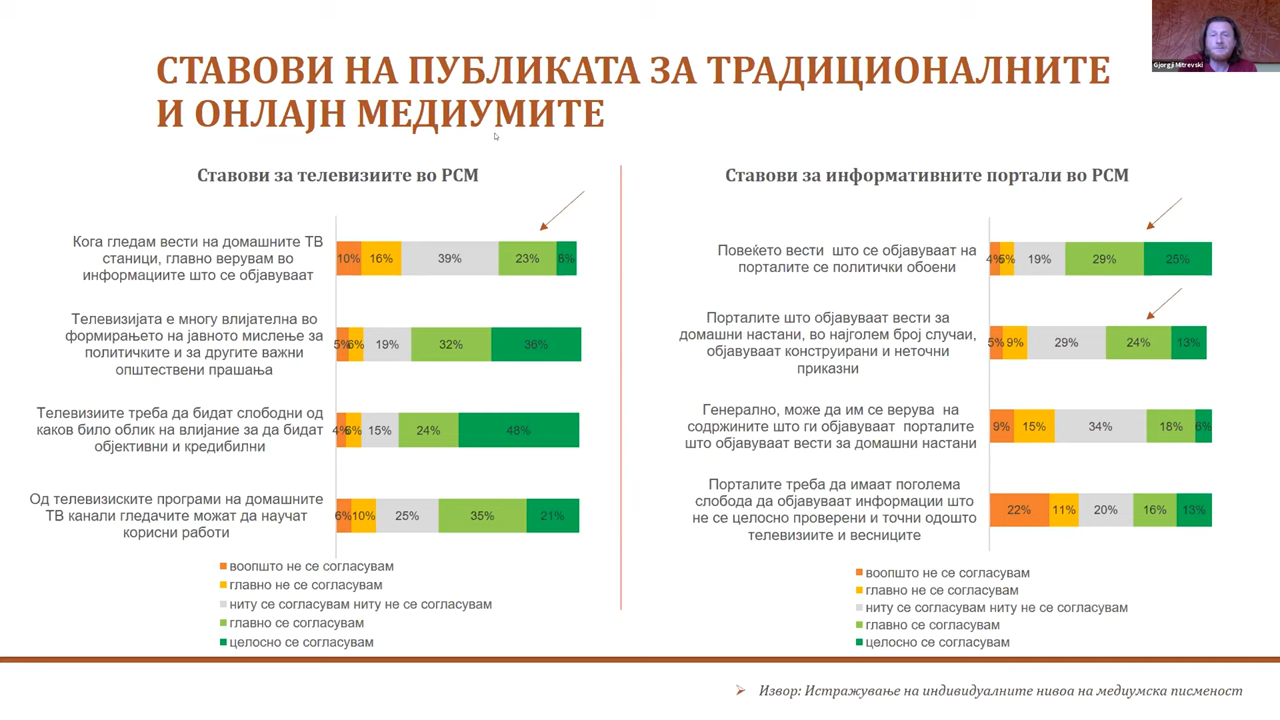 Gjorgji Mitrevski
СТАВОВИ НА ПУБЛИКАТА ЗА ТРАДИЦИОНАЛНИТЕ
И ОНЛАЈН МЕДИУМИТЕ
Ставови за телевизиите во РСМ
Кога гледам вести на домашните ТВ
станици, главно верувам во
информациите што се објавуваат
10% 16% 39% 23% 6%
Телевизијата е многу влијателна во
формирањето на јавното мислење за
политичките и за другите важни
општествени прашања
5% 6% 19% 32% 36%
Телевизиите треба да бидат слободни од
каков било облик на влијание за да бидат
објективни и кредибилни
4% 6% 15% 24% 48%
Од телевизиските програми на домашните
ТВ канали гледачите можат да научат
корисни работи
6% 10% 25% 35% 21%
воопшто не се согласувам
главно не се согласувам
ниту се согласувам ниту не се согласувам
главно се согласувам
целосно се согласувам
Ставови за информативните портали во РСМ
Повеќето вести што се објавуваат на
порталите се политички обоени
4% 5% 19% 29% 25%
Порталите што објавуваат вести за
домашни настани, во најголем број случаи,
објавуваат конструирани и неточни
приказни
5% 9% 29% 24% 13%
Генерално, може да им се верува на
содржините што ги објавуваат порталите
што објавуваат вести за домашни настани
9% 15% 34% 18% 6%
Порталите треба да имаат поголема
слобода да објавуваат информации што
не се целосно проверени и точни одошто
телевизиите и весниците
22% 11% 20% 16% 13%
воопшто не се согласувам
главно не се согласувам
ниту се согласувам ниту не се согласувам
главно се согласувам
целосно се согласувам
Извор: Истражување на индивидуалните нивоа на медиумска писменост